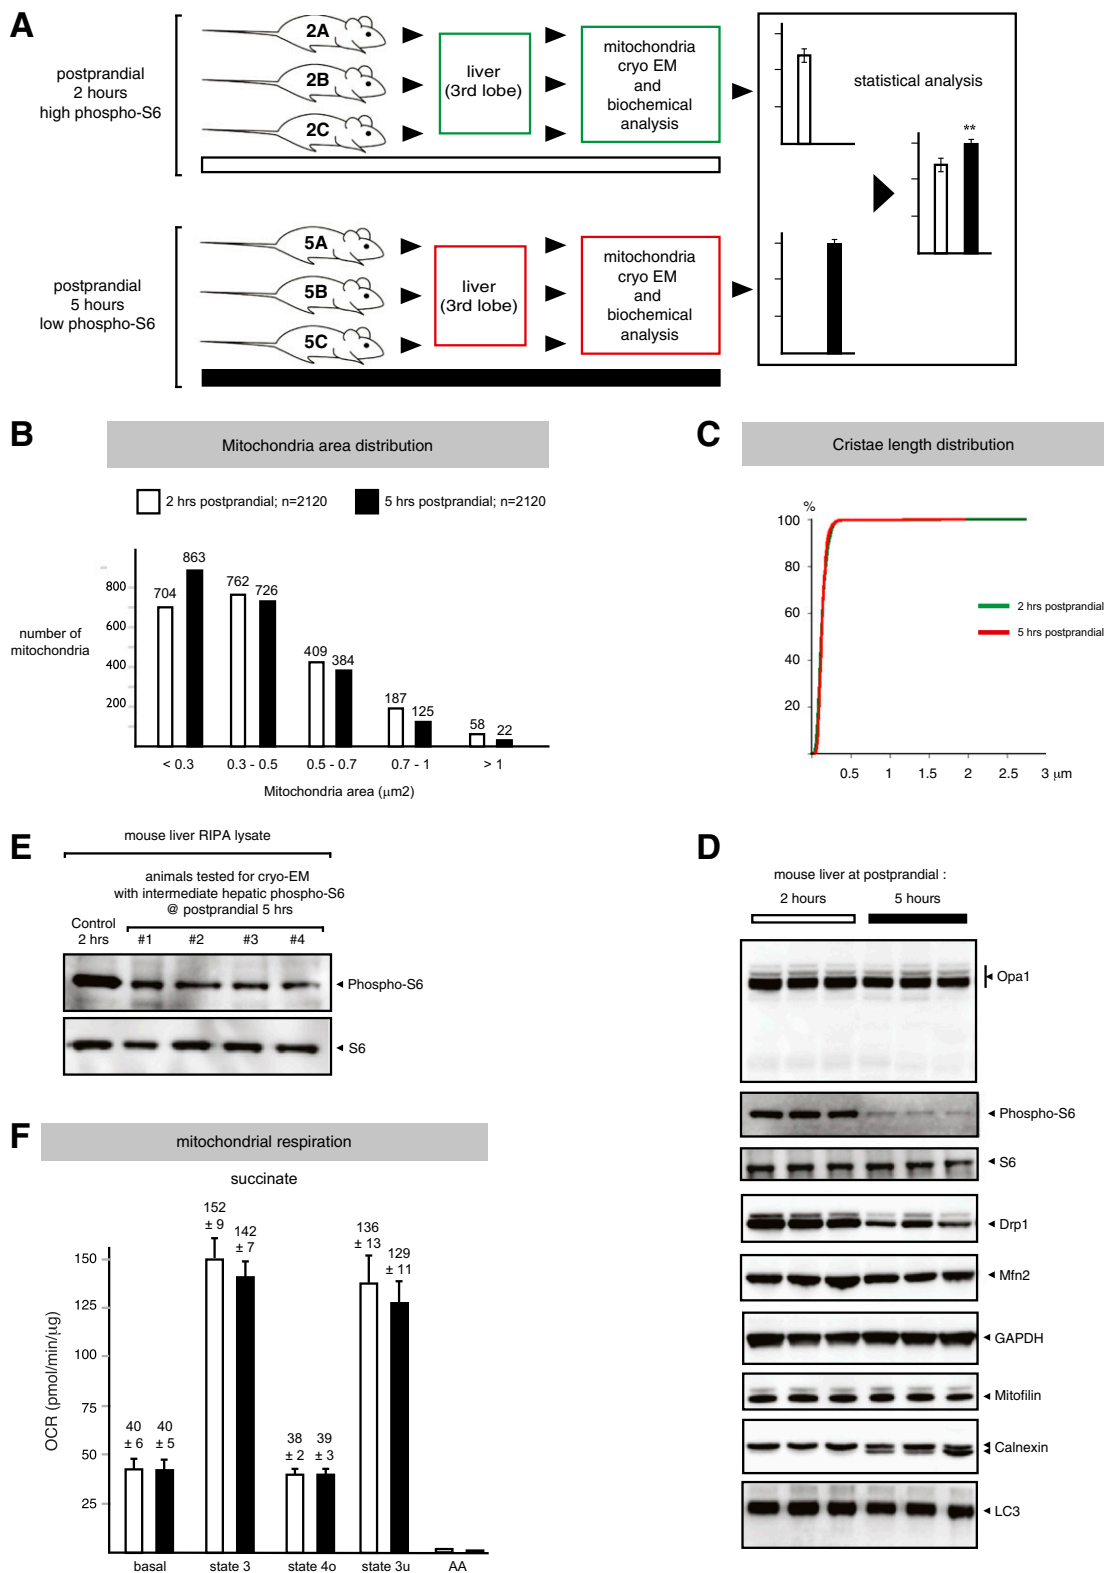 A
postprandial
2 hours
high phospho-S6
2A
2B
2C
liver
(3rd lobe)
mitochondria
cryo EM
and
biochemical
analysis
statistical analysis
**
postprandial
5 hours
low phospho-S6
5A
5B
5C
liver
(3rd lobe)
mitochondria
cryo EM
and
biochemical
analysis
B
Mitochondria area distribution
2 hrs postprandial; n=2120
5 hrs postprandial; n=2120
number of
mitochondria
800
600
400
200
704
863
762
726
409
384
187
125
58
22
< 0.3
0.3 - 0.5
0.5 - 0.7
0.7 - 1
> 1
Mitochondria area (μm2)
C
Cristae length distribution
%
100
80
60
40
20
0.5
1
1.5
2
2.5
3 μm
2 hrs postprandial
5 hrs postprandial
E
mouse liver RIPA lysate
animals tested for cryo-EM
with intermediate hepatic phospho-S6
@ postprandial 5 hrs
Control
2 hrs
#1
#2
#3
#4
Phospho-S6
S6
D
mouse liver at postprandial :
2 hours
5 hours
Opa1
Phospho-S6
S6
Drp1
Mfn2
GAPDH
Mitofilin
Calnexin
LC3
F
mitochondrial respiration
succinate
OCR (pmol/min/μg)
150
125
100
75
50
25
40
± 6
40
± 5
152
± 9
142
± 7
38
± 2
39
± 3
136
± 13
129
± 11
basal
state 3
state 4o
state 3u
AA